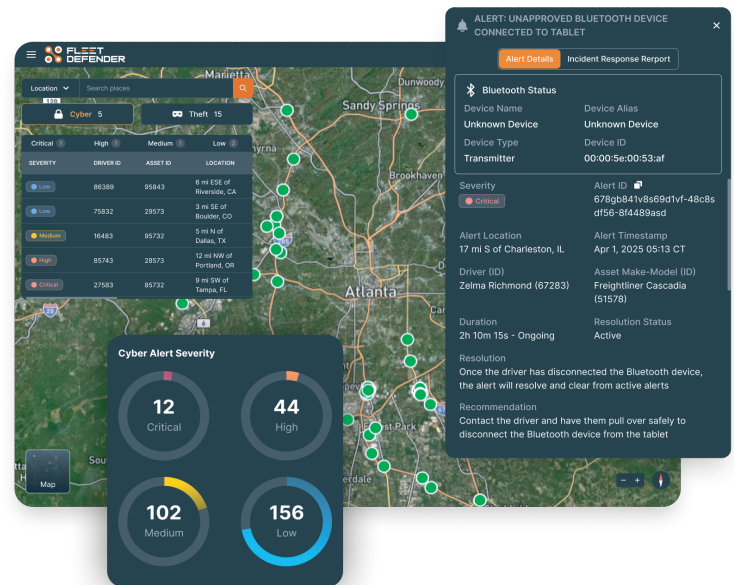 FLEET
DEFENDER
Location
Search places
Cyber 5
Theft 15
Critical 1
High 1
Medium 1
Low 2
SEVERITY
DRIVER ID
ASSET ID
LOCATION
Low
86389
95843
6 mi ESE of
Riverside, CA
Low
75832
29573
3 mi SE of
Boulder, CO
Medium
16483
95732
5 mi N of
Dallas, TX
High
85743
28573
12 mi NW of
Portland, OR
Critical
27583
85732
9 mi SW of
Tampa, FL
Marietta
Dunwoody
Sandy Springs
myrna
Brookhaven
Atlanta
st Park
erdale
Sou
20
6
Map
Cyber Alert Severity
12
Critical
44
High
102
Medium
156
Low
ALERT: UNAPPROVED BLUETOOTH DEVICE
CONNECTED TO TABLET
Alert Details
Incident Response Rerport
Bluetooth Status
Device Name
Device Alias
Unknown Device
Unknown Device
Device Type
Device ID
Transmitter
00:00:5e:00:53:af
Severity
Alert ID
Critical
678gb841v8s69d1vf-48c8s
df56-8f4489asd
Alert Location
Alert Timestamp
17 mi S of Charleston, IL
Apr 1, 2025 05:13 CT
Driver (ID)
Asset Make-Model (ID)
Zelma Richmond (67283)
Freightliner Cascadia
(51578)
Duration
Resolution Status
2h 10m 15s - Ongoing
Active
Resolution
Once the driver has disconnected the Bluetooth device,
the alert will resolve and clear from active alerts
Recommendation
Contact the driver and have them pull over safely to
disconnect the Bluetooth device from the tablet